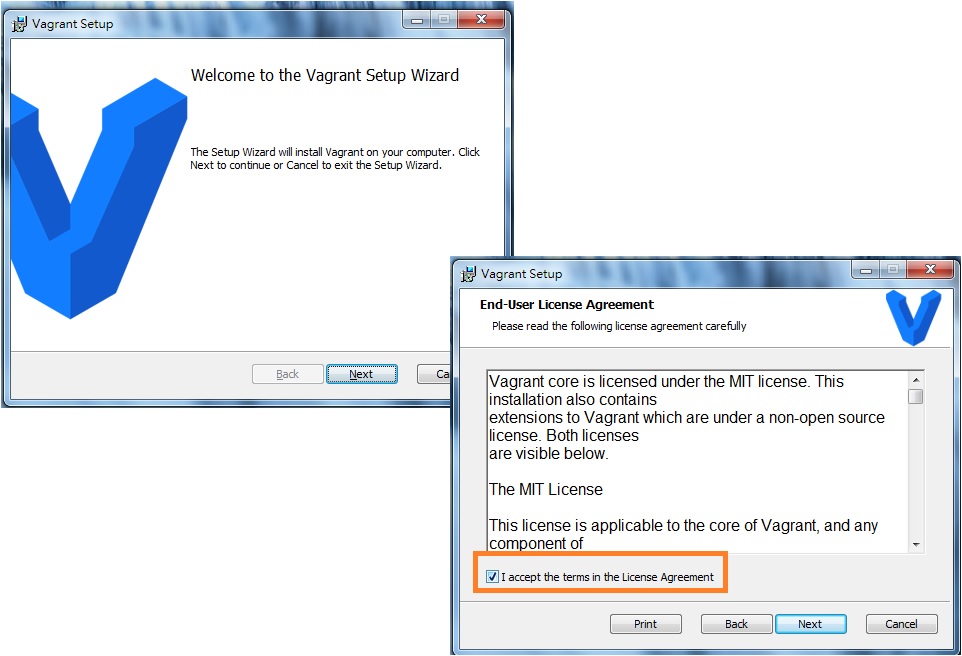 Vagrant Setup
Welcome to the Vagrant Setup Wizard
The Setup Wizard will install Vagrant on your computer. Click
Next to continue or Cancel to exit the Setup Wizard.
Back
Next
Ca
Vagrant Setup
End-User License Agreement
Please read the following license agreement carefully
Vagrant core is licensed under the MIT license. This
installation also contains
extensions to Vagrant which are under a non-open source
license. Both licenses
are visible below.
The MIT License
This license is applicable to the core of Vagrant, and any
component of
I accept the terms in the License Agreement
Print
Back
Next
Cancel